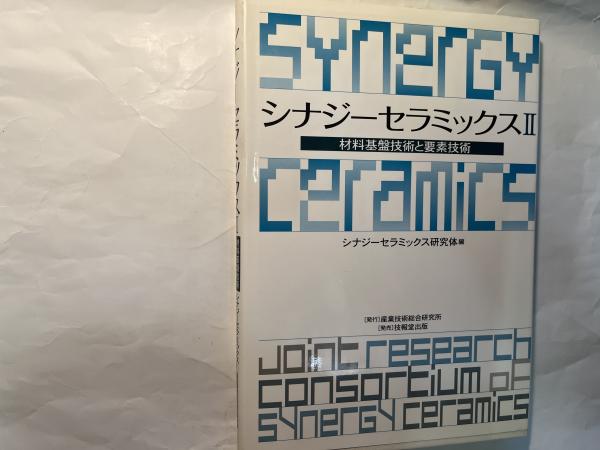 synergy
シナジーセラミックスII
材料基盤技術と要素技術
ceramics
シナジーセラミックス研究体 編
[発行]産業技術総合研究所
[発売]技報堂出版
Joint research
consortium of
synergy ceramics